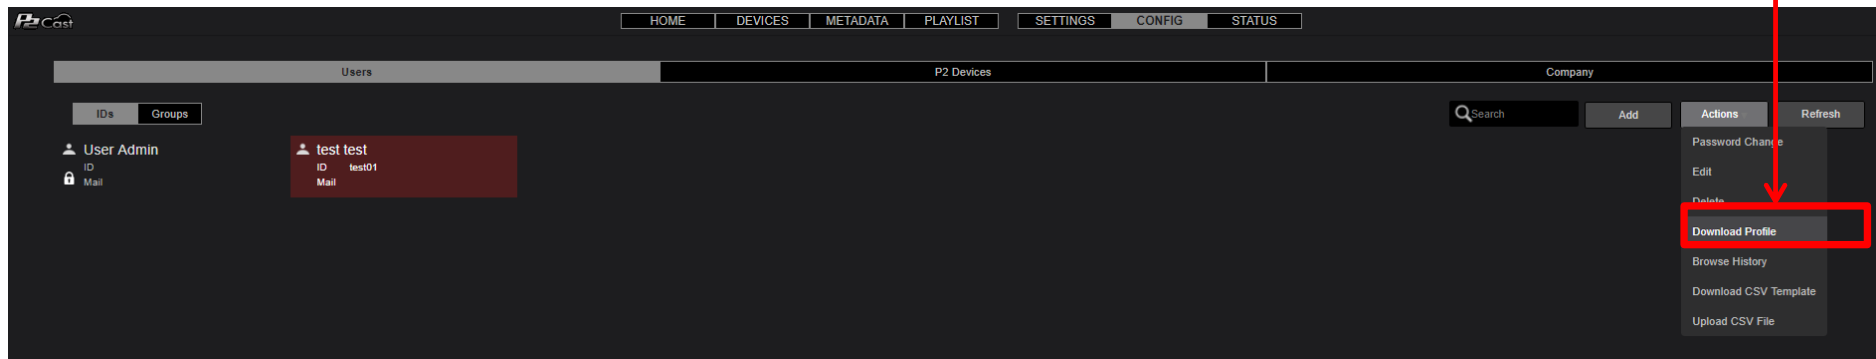 P2 Cast
HOME DEVICES METADATA PLAYLIST SETTINGS CONFIG STATUS
Users P2 Devices Company
IDs Groups Search Add Actions Refresh
User Admin
ID
Mail
test test
ID test01
Mail
Password Change
Edit
Delete
Download Profile
Browse History
Download CSV Template
Upload CSV File